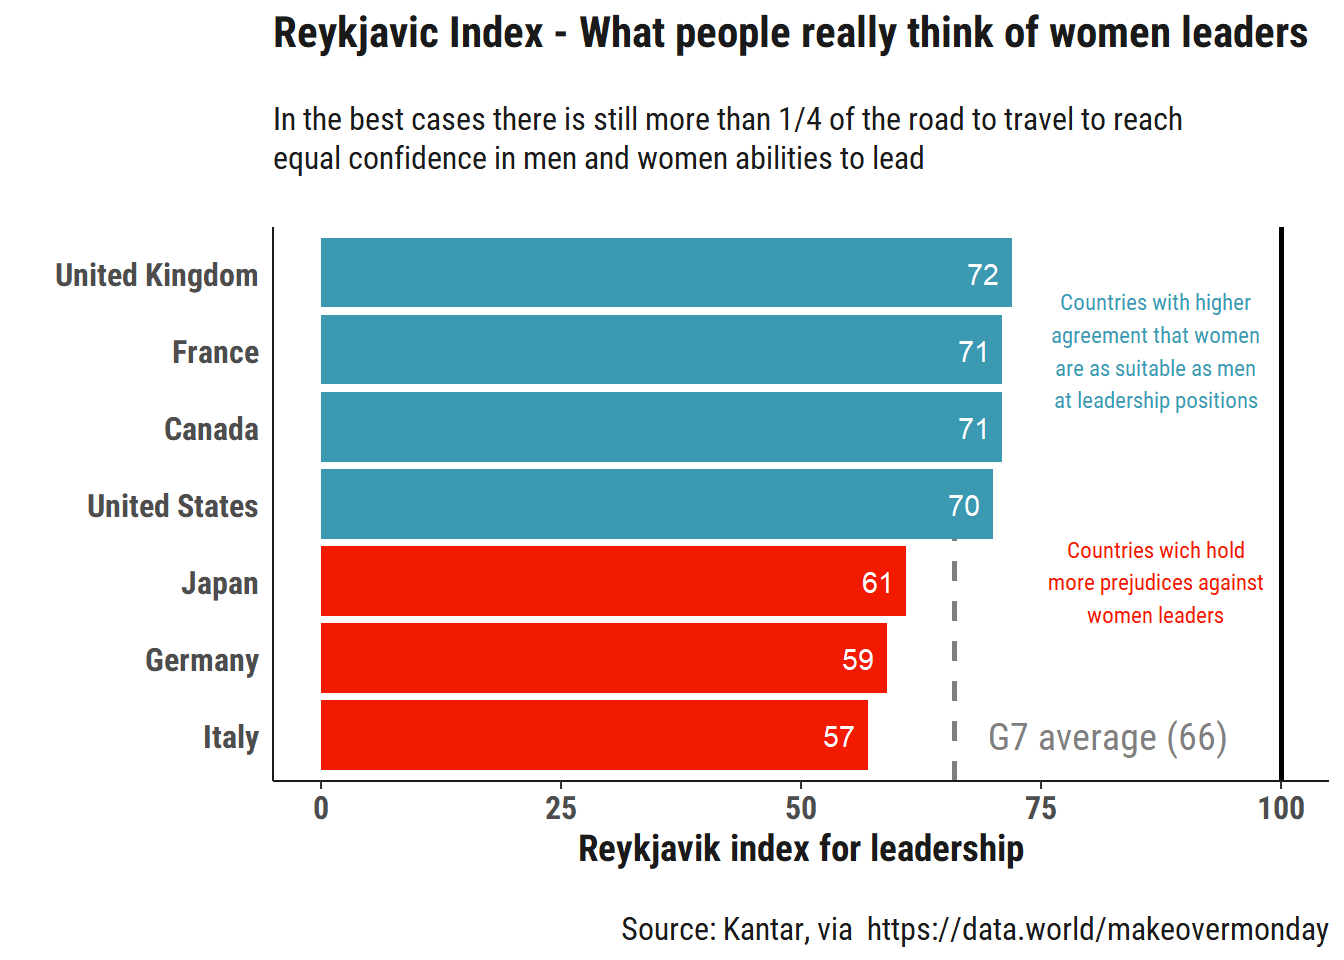 Reykjavic Index - What people really think of women leaders
In the best cases there is still more than 1/4 of the road to travel to reach
equal confidence in men and women abilities to lead
United Kingdom
72
France
71
Canada
71
United States
70
Japan
61
Germany
59
Italy
57
Countries with higher
agreement that women
are as suitable as men
at leadership positions
Countries wich hold
more prejudices against
women leaders
G7 average (66)
0 25 50 75 100
Reykjavik index for leadership
Source: Kantar, via  https://data.world/makeovermonday